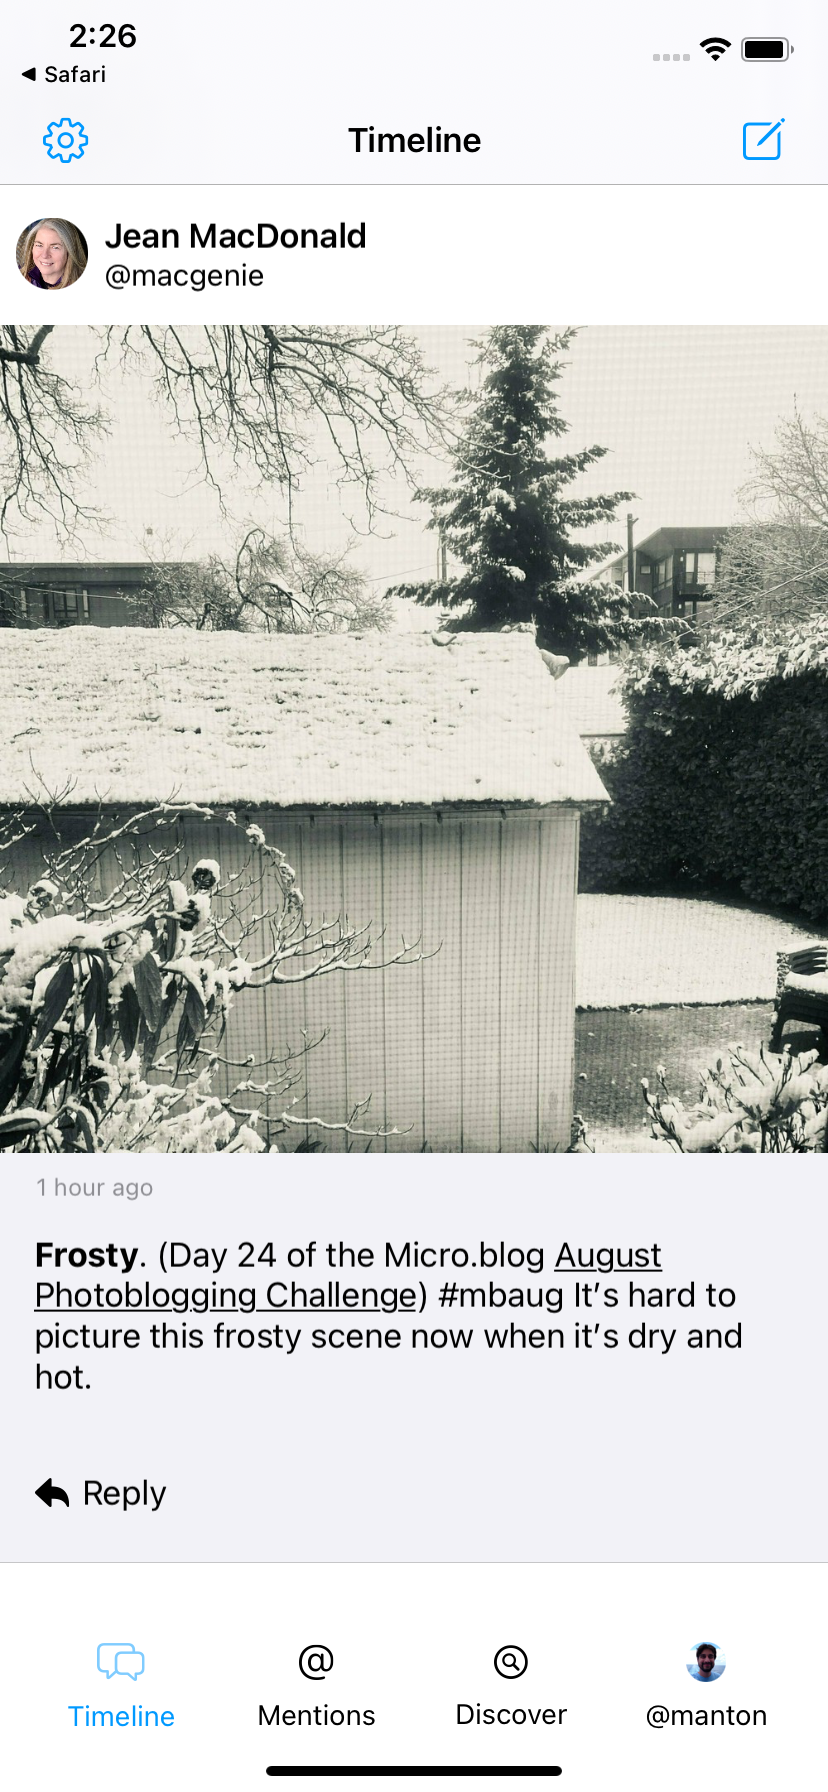 2:26
Safari
Timeline
Jean MacDonald
@macgenie
1 hour ago
Frosty. (Day 24 of the Micro.blog August
Photoblogging Challenge) #mbaug It’s hard to
picture this frosty scene now when it’s dry and
hot.
Reply
Timeline
Mentions
Discover
@manton